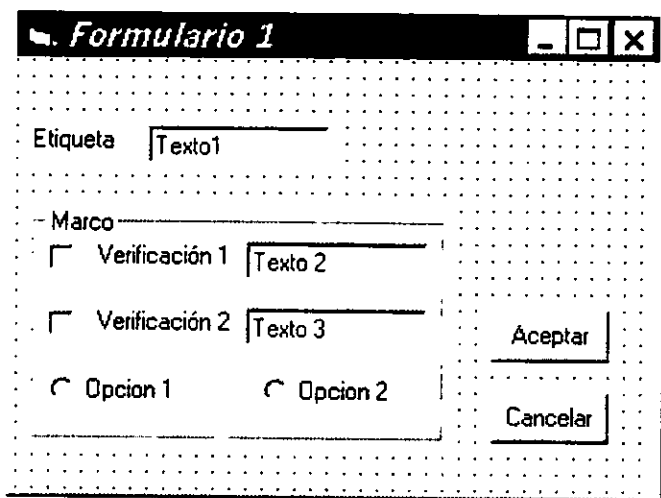 Formulario 1
Etiqueta Texto1
Marco
Verificación 1 Texto 2
Verificación 2 Texto 3
Aceptar
Opcion 1 Opcion 2
Cancelar